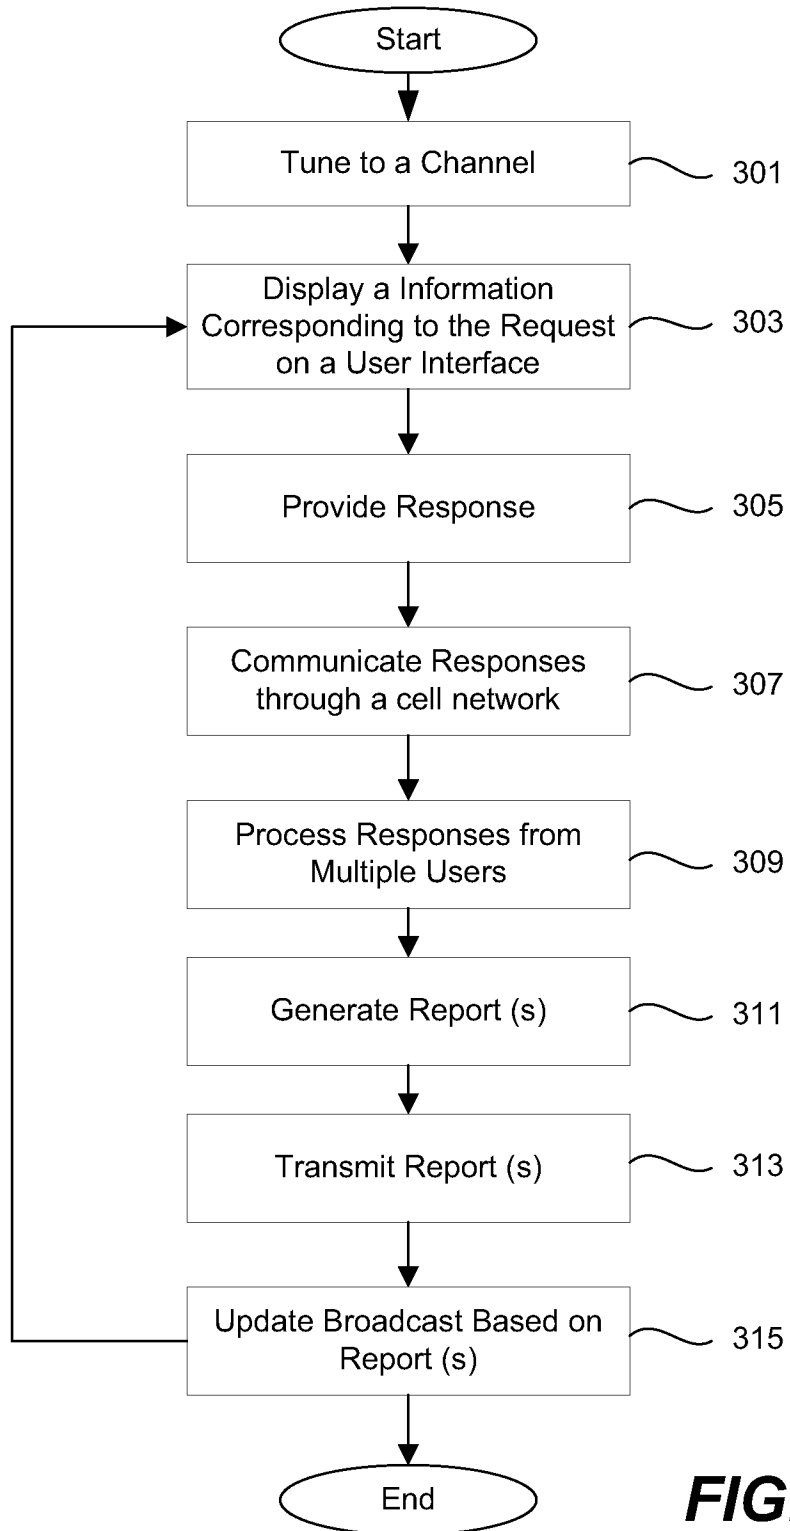 Start
Tune to a Channel
301
Display a Information
Corresponding to the Request
on a User Interface
303
Provide Response
305
Communicate Responses
through a cell network
307
Process Responses from
Multiple Users
309
Generate Report (s)
311
Transmit Report (s)
313
Update Broadcast Based on
Report (s)
315
End
FIG.